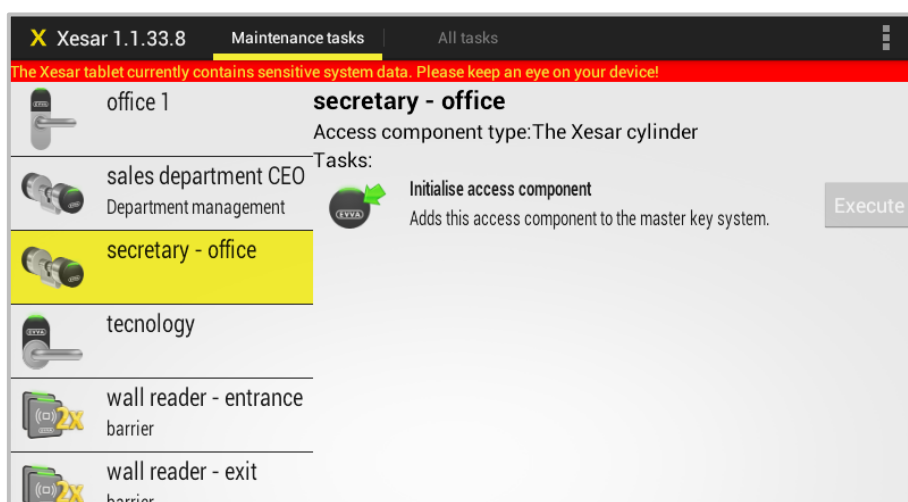 X Xesar 1.1.33.8 Maintenance tasks All tasks
The Xesar tablet currently contains sensitive system data. Please keep an eye on your device!
office 1
sales department CEO
Department management
secretary - office
tecnology
wall reader - entrance
barrier
wall reader - exit
barrier
secretary - office
Access component type:The Xesar cylinder
Tasks:
EVVA
Initialise access component
Adds this access component to the master key system.
Execute